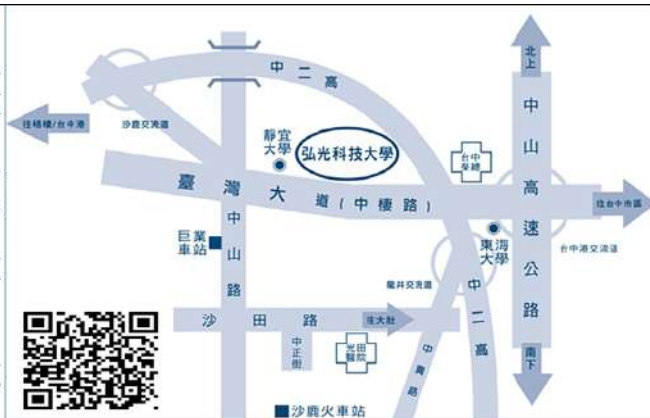 北上
中二高
中山高速公路
往梧棲/台中港
沙鹿交流道
靜宜
大學
弘光科技大學
台中
榮總
臺灣大道(中棲路)
往台中市區
中山路
巨業
車站
東海
大學
台中港交流道
龍井交流道
中二高
沙田路
往大肚
中正街
光田
醫院
南下
沙鹿火車站